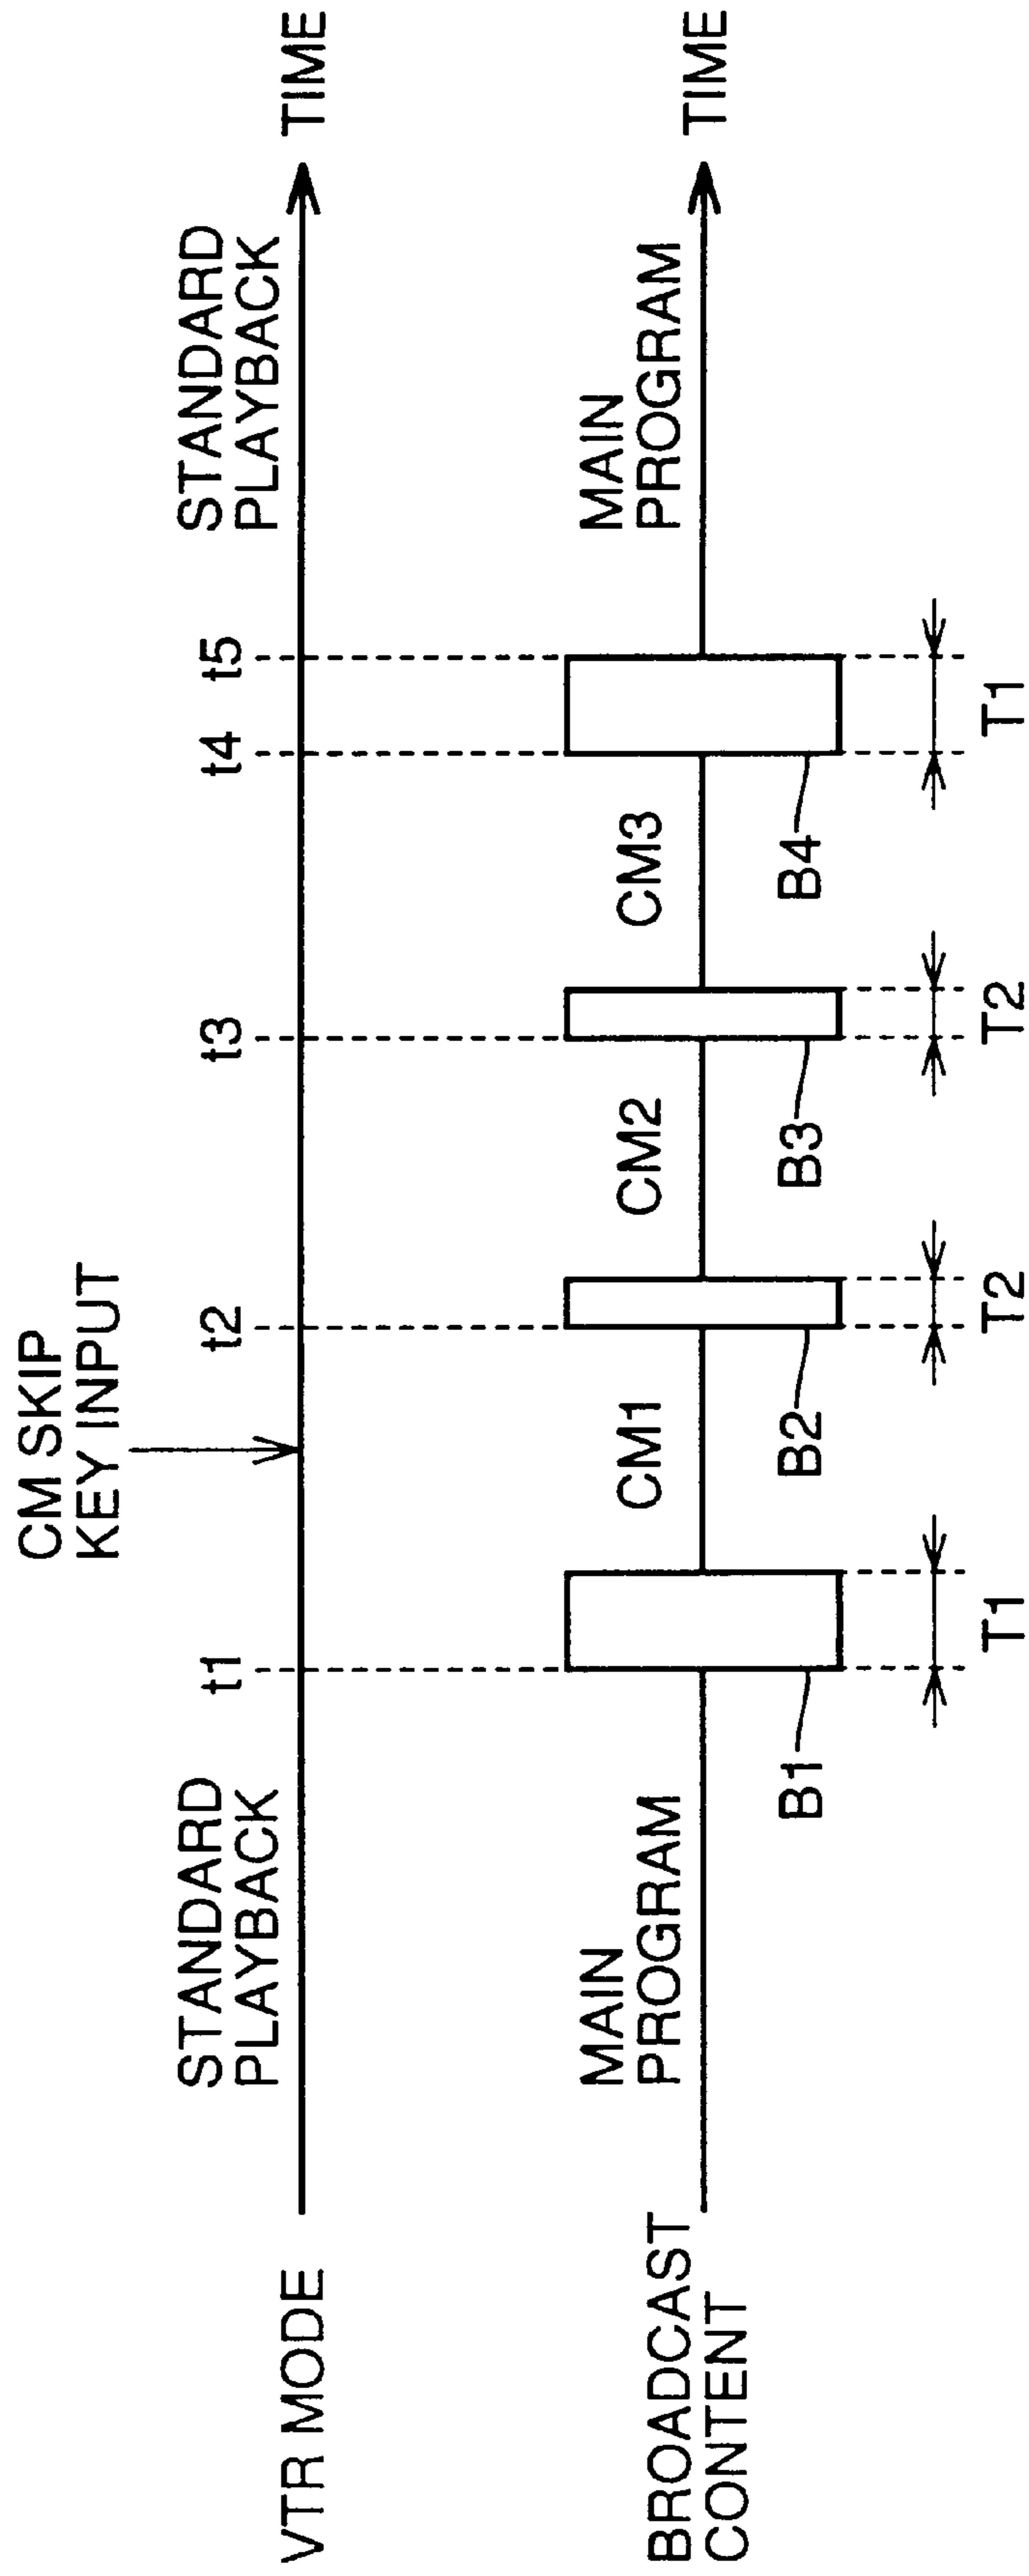 CM SKIP
KEY INPUT
t1
t2
t3
t4
t5
STANDARD
PLAYBACK
STANDARD
PLAYBACK
VTR MODE
TIME
MAIN
PROGRAM
CM1
CM2
CM3
MAIN
PROGRAM
BROADCAST
CONTENT
TIME
B1
B2
B3
B4
T1
T2
T2
T1